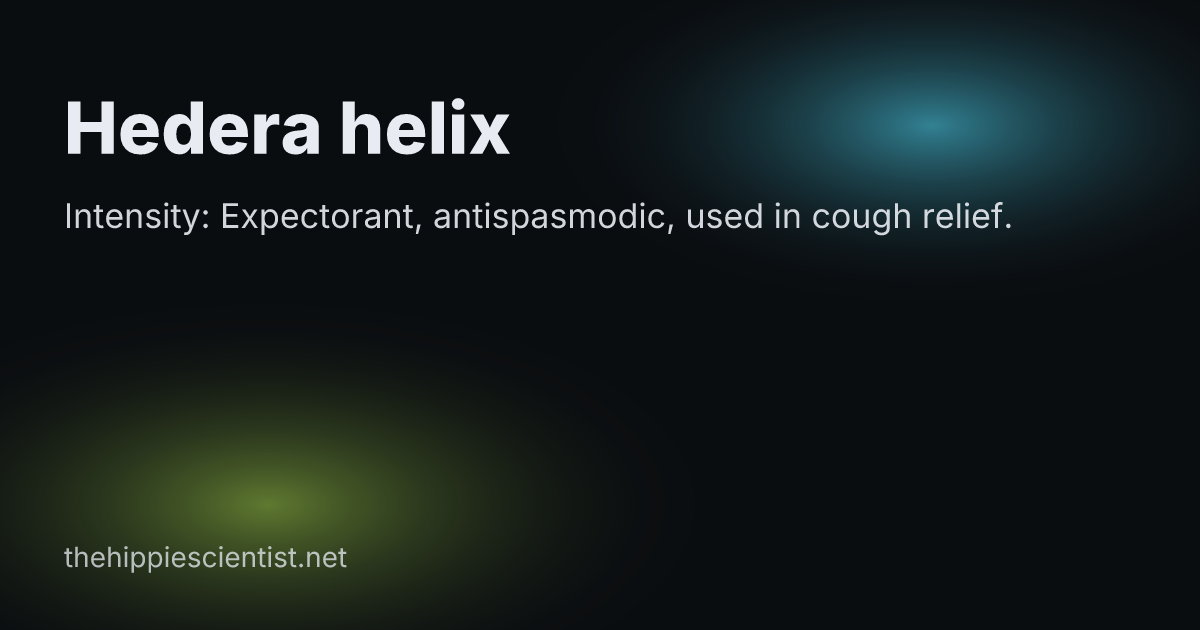 Hedera helix
Intensity: Expectorant, antispasmodic, used in cough relief.
thehippiescientist.net